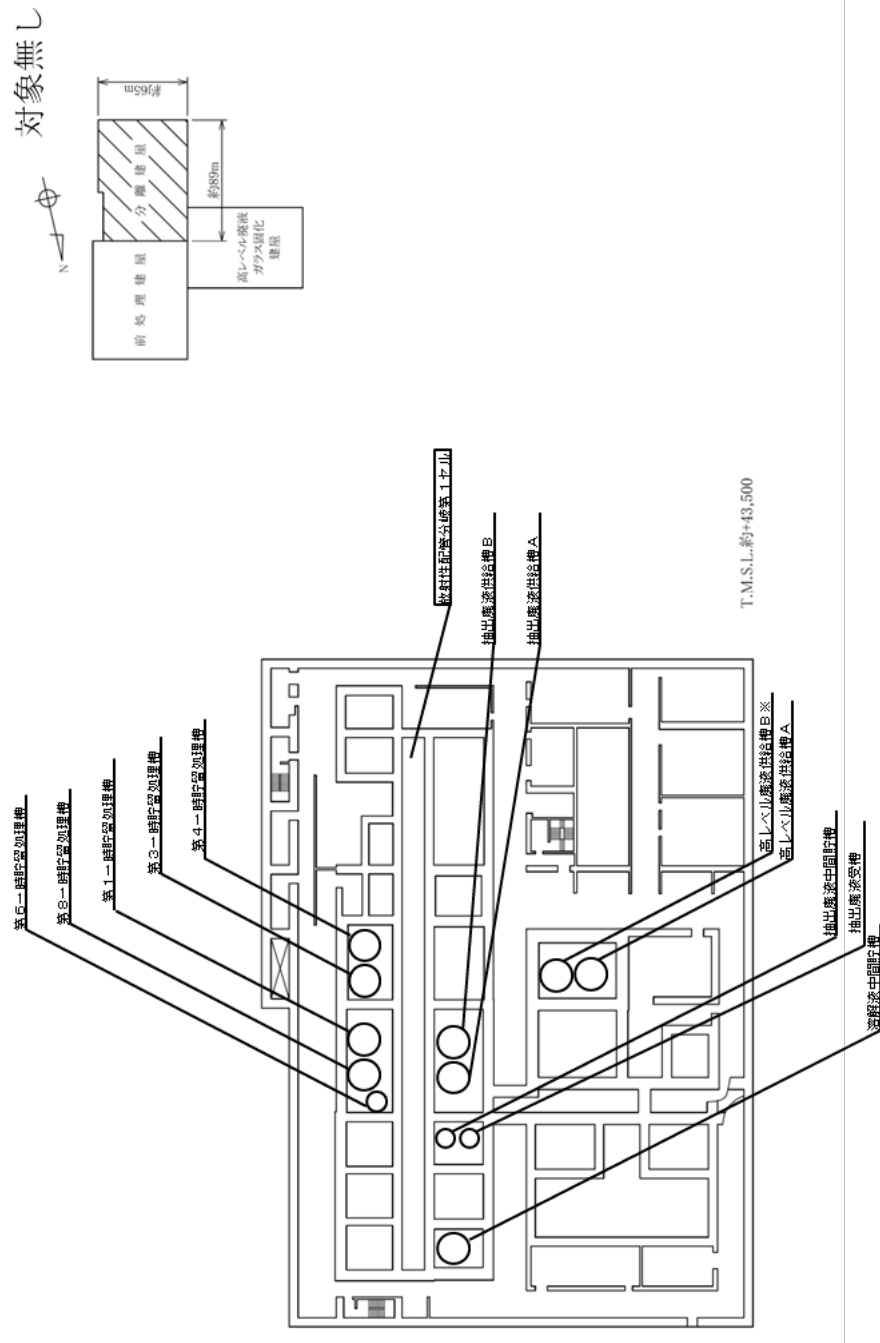 対象無し
N
約65m
約89m
前処理建屋
分離建屋
高レベル廃液
ガラス固化
建屋
第6一時貯留処理槽
第8一時貯留処理槽
第1一時貯留処理槽
第3一時貯留処理槽
第4一時貯留処理槽
放射性配管分岐第1セル
抽出廃液供給槽B
抽出廃液供給槽A
高レベル廃液供給槽B※
高レベル廃液供給槽A
抽出廃液中間貯槽
抽出廃液受槽
溶解液中間貯槽
T.M.S.L.約+43,500